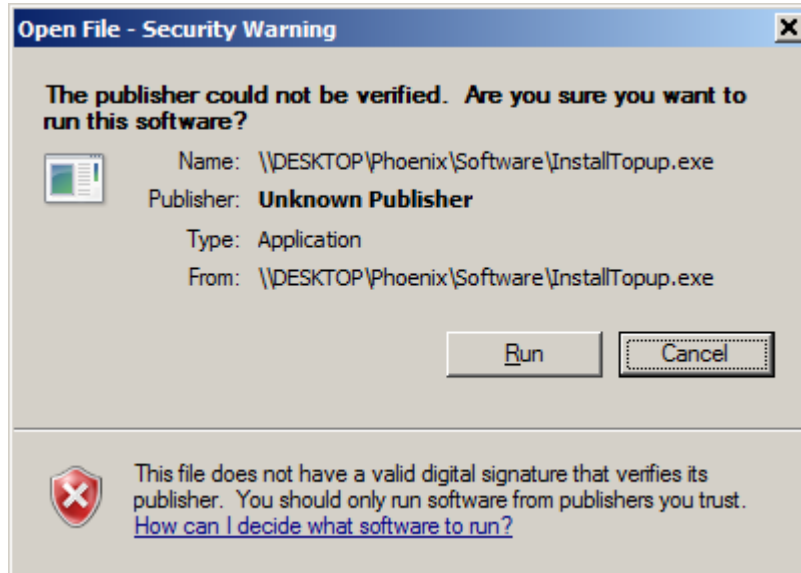 Open File - Security Warning
The publisher could not be verified.  Are you sure you want to
run this software?
Name: \\DESKTOP\Phoenix\Software\InstallTopup.exe
Publisher: Unknown Publisher
Type: Application
From: \\DESKTOP\Phoenix\Software\InstallTopup.exe
Run Cancel
This file does not have a valid digital signature that verifies its
publisher.  You should only run software from publishers you trust.
How can I decide what software to run?